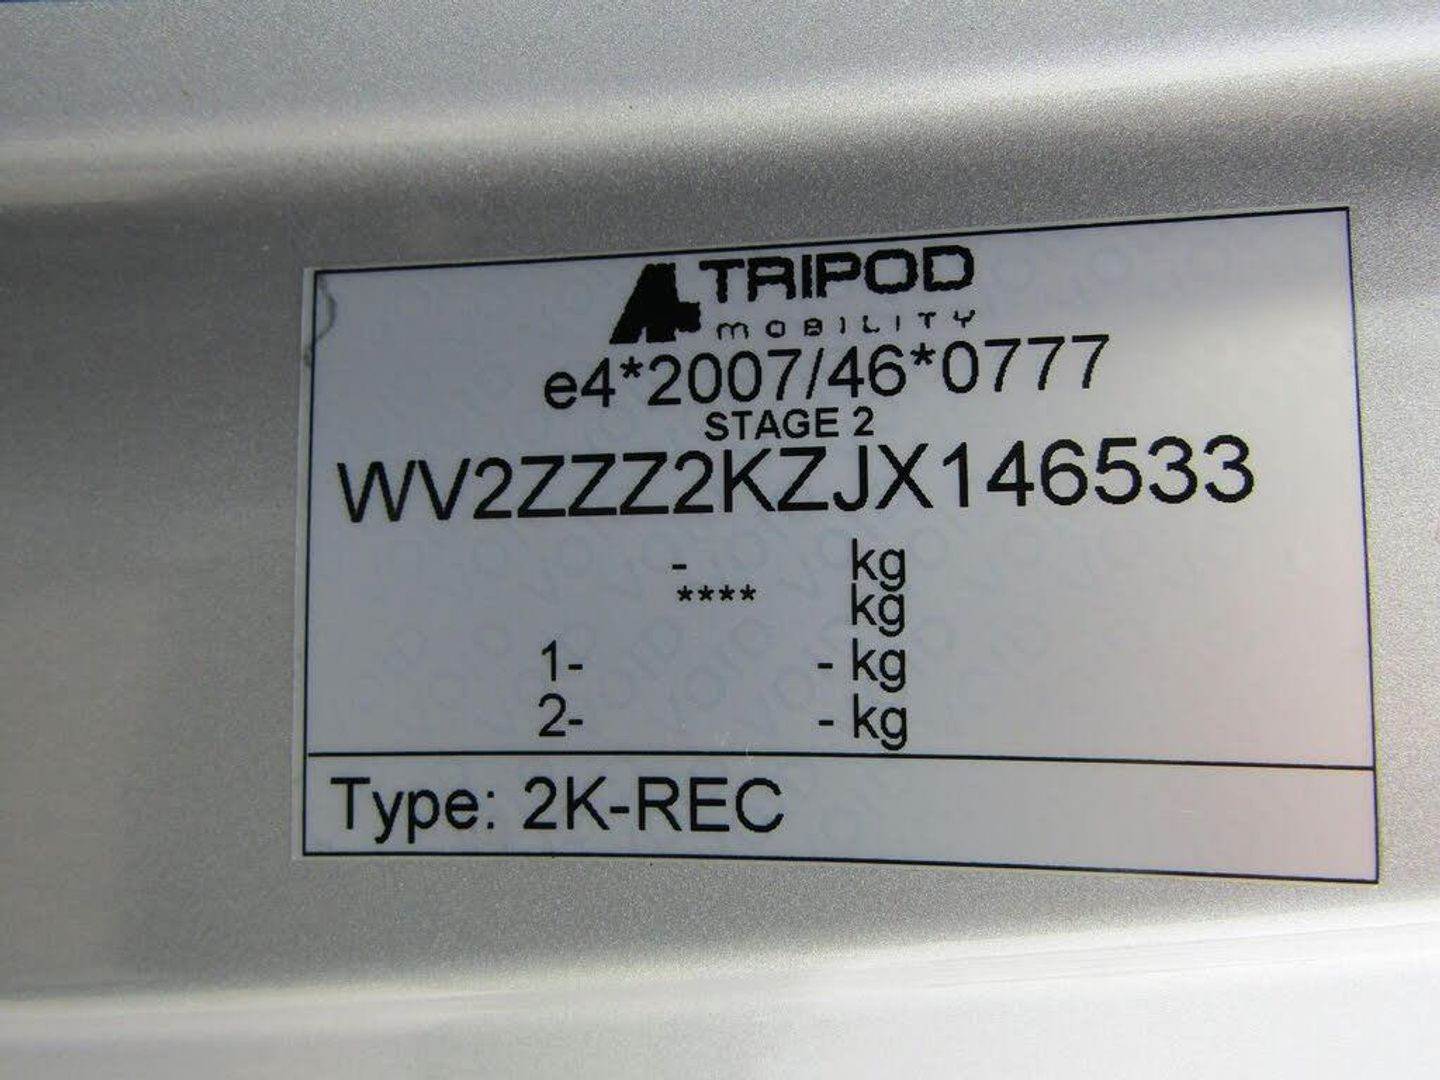 TRIPOD
MOBILITY
e4*2007/46*0777
STAGE 2
WV2ZZZ2KZJX146533
- kg
**** kg
1- - kg
2- - kg
Type: 2K-REC